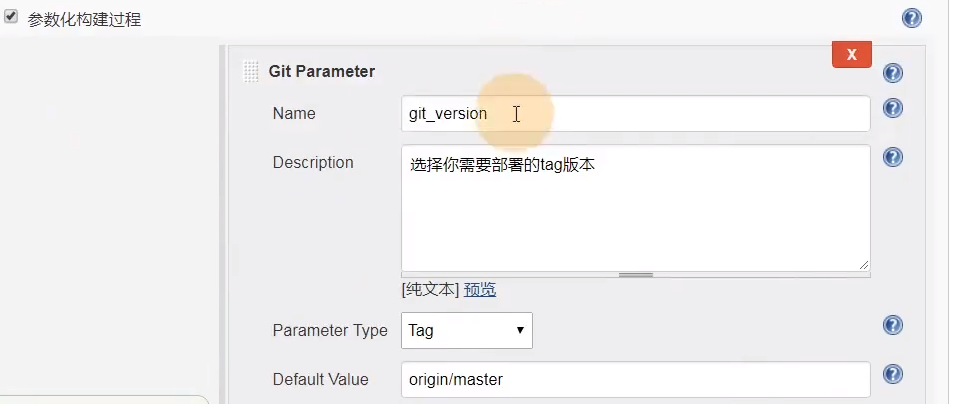 参数化构建过程
X
Git Parameter
Name git_version
Description 选择你需要部署的tag版本
[纯文本] 预览
Parameter Type Tag
Default Value origin/master